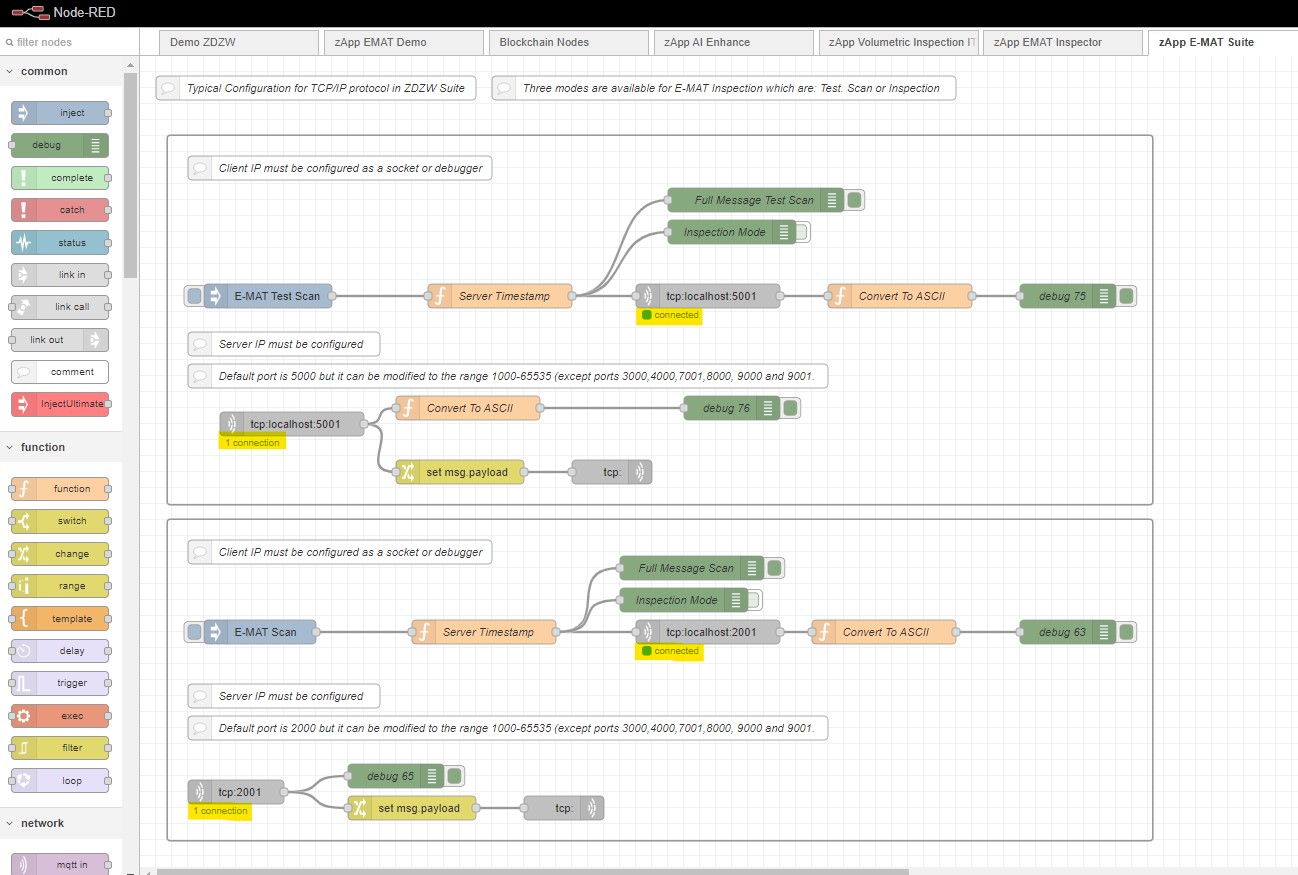 Node-RED
filter nodes
Demo ZDZW
zApp EMAT Demo
Blockchain Nodes
zApp AI Enhance
zApp Volumetric Inspection IT
zApp EMAT Inspector
zApp E-MAT Suite
common
inject
debug
complete
catch
status
link in
link call
link out
comment
InjectUltimate
function
function
switch
change
range
template
delay
trigger
exec
filter
loop
network
mqtt in
Typical Configuration for TCP/IP protocol in ZDZW Suite
Three modes are available for E-MAT Inspection which are: Test. Scan or Inspection
Client IP must be configured as a socket or debugger
Full Message Test Scan
Inspection Mode
E-MAT Test Scan
Server Timestamp
tcp:localhost:5001
Convert To ASCII
debug 75
connected
Server IP must be configured
Default port is 5000 but it can be modified to the range 1000-65535 (except ports 3000,4000,7001,8000, 9000 and 9001.
Convert To ASCII
debug 76
tcp:localhost:5001
1 connection
set msg.payload
tcp:
Client IP must be configured as a socket or debugger
Full Message Scan
Inspection Mode
E-MAT Scan
Server Timestamp
tcp:localhost:2001
Convert To ASCII
debug 63
connected
Server IP must be configured
Default port is 2000 but it can be modified to the range 1000-65535 (except ports 3000,4000,7001,8000, 9000 and 9001.
debug 65
tcp:2001
1 connection
set msg.payload
tcp: